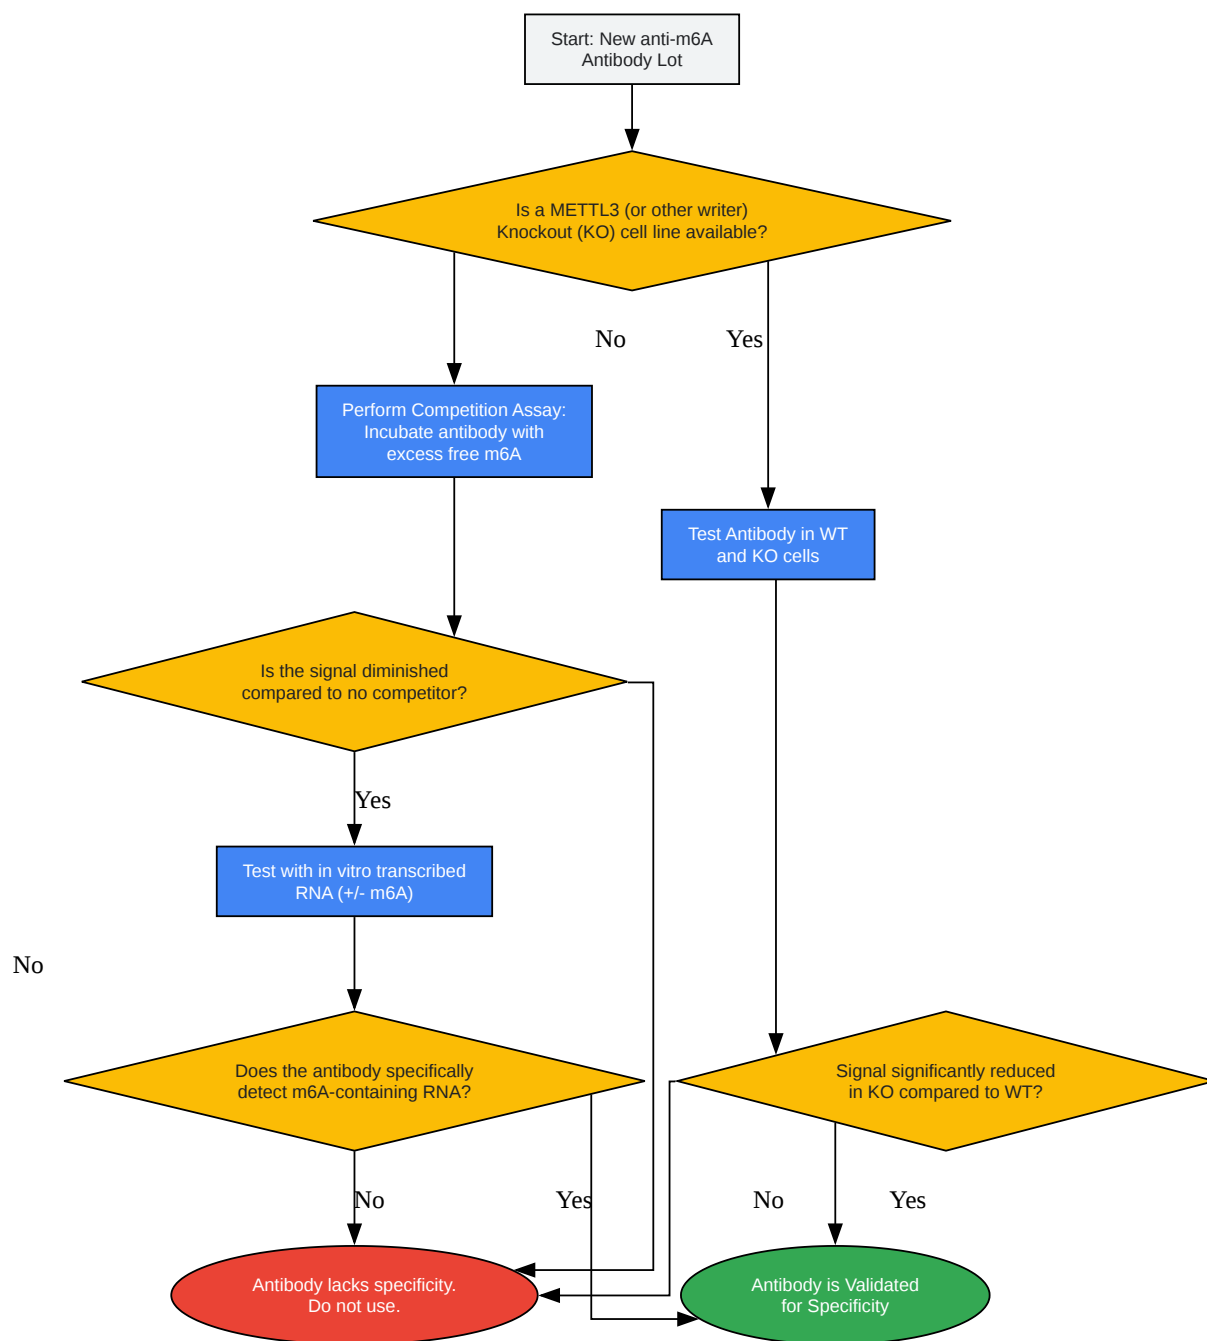 Start: New anti-m6A
Antibody Lot
Is a METTL3 (or other writer)
Knockout (KO) cell line available?
No
Yes
Perform Competition Assay:
Incubate antibody with
excess free m6A
Test Antibody in WT
and KO cells
Is the signal diminished
compared to no competitor?
Yes
Test with in vitro transcribed
RNA (+/- m6A)
No
Does the antibody specifically
detect m6A-containing RNA?
Signal significantly reduced
in KO compared to WT?
No
Yes
No
Yes
Antibody lacks specificity.
Do not use.
Antibody is Validated
for Specificity